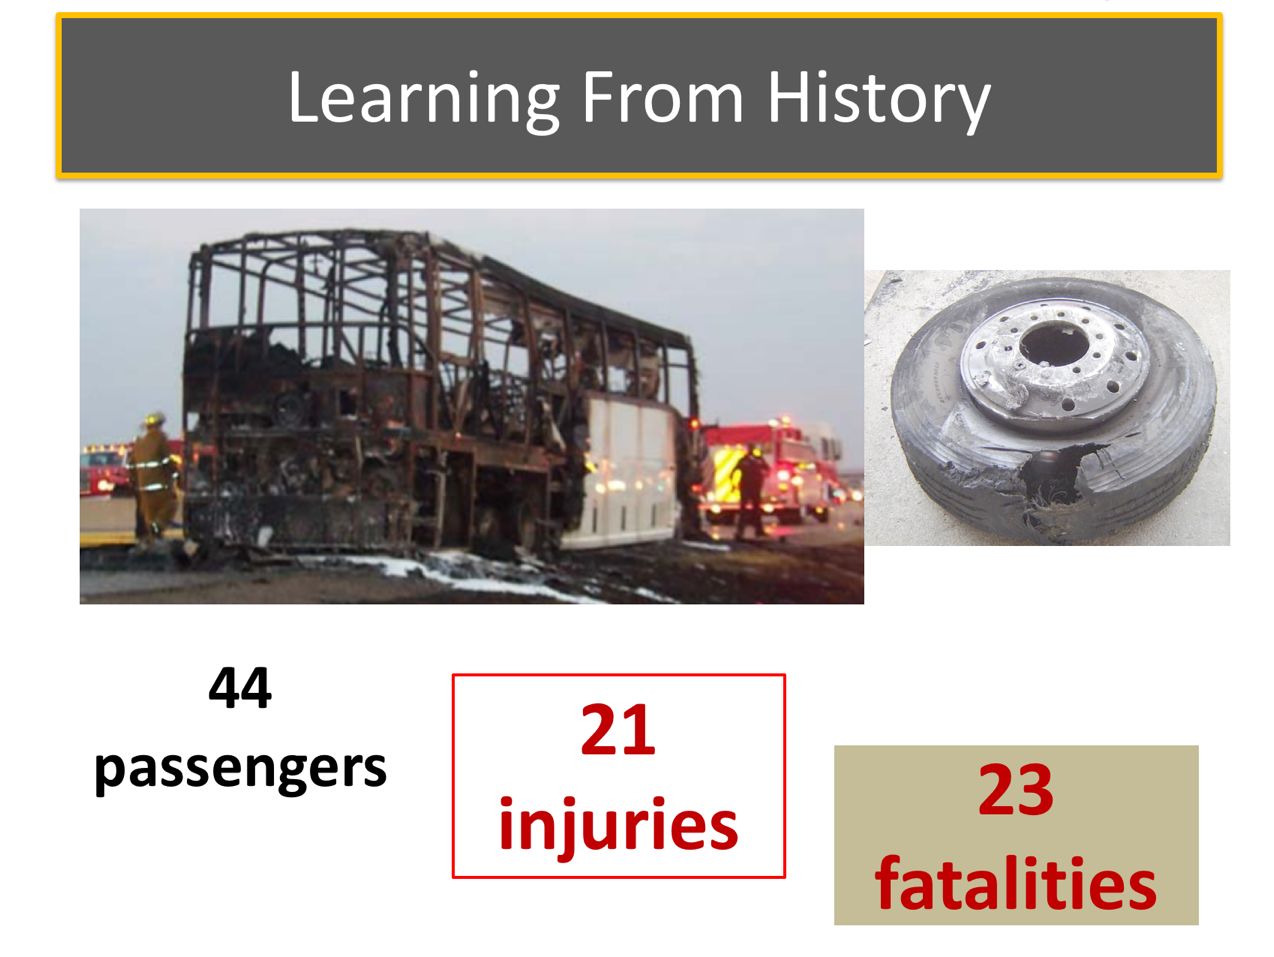 Learning From History
44
passengers
21
injuries
23
fatalities